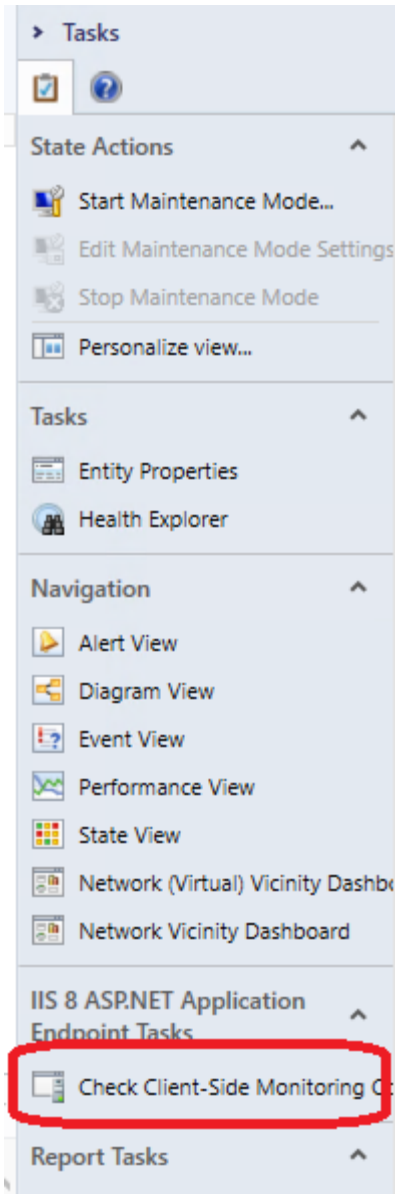 Tasks
State Actions
Start Maintenance Mode...
Edit Maintenance Mode Settings
Stop Maintenance Mode
Personalize view...
Tasks
Entity Properties
Health Explorer
Navigation
Alert View
Diagram View
Event View
Performance View
State View
Network (Virtual) Vicinity Dashbo
Network Vicinity Dashboard
IIS 8 ASP.NET Application
Endpoint Tasks
Check Client-Side Monitoring
Report Tasks